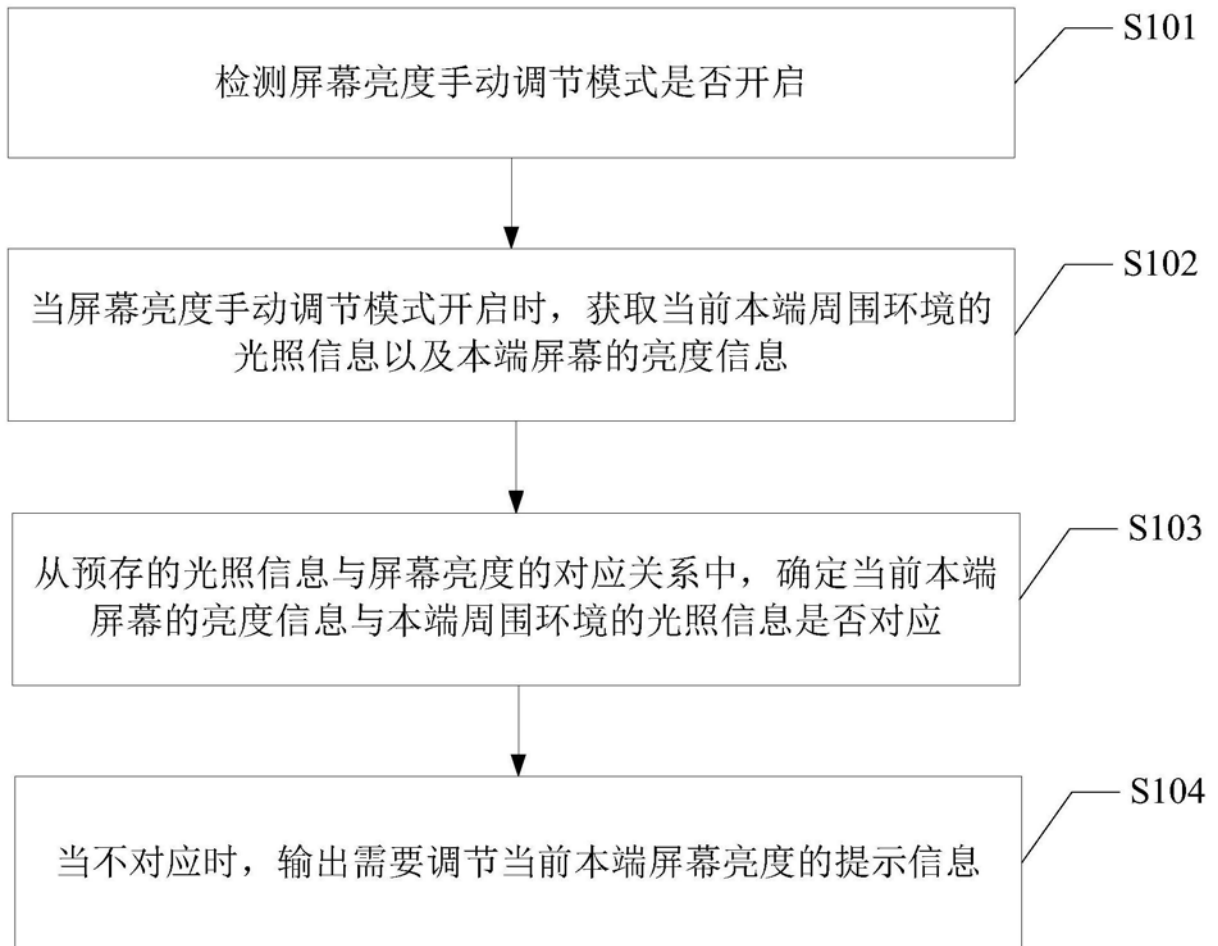 S101
检测屏幕亮度手动调节模式是否开启
S102
当屏幕亮度手动调节模式开启时，获取当前本端周围环境的
光照信息以及本端屏幕的亮度信息
S103
从预存的光照信息与屏幕亮度的对应关系中，确定当前本端
屏幕的亮度信息与本端周围环境的光照信息是否对应
S104
当不对应时，输出需要调节当前本端屏幕亮度的提示信息